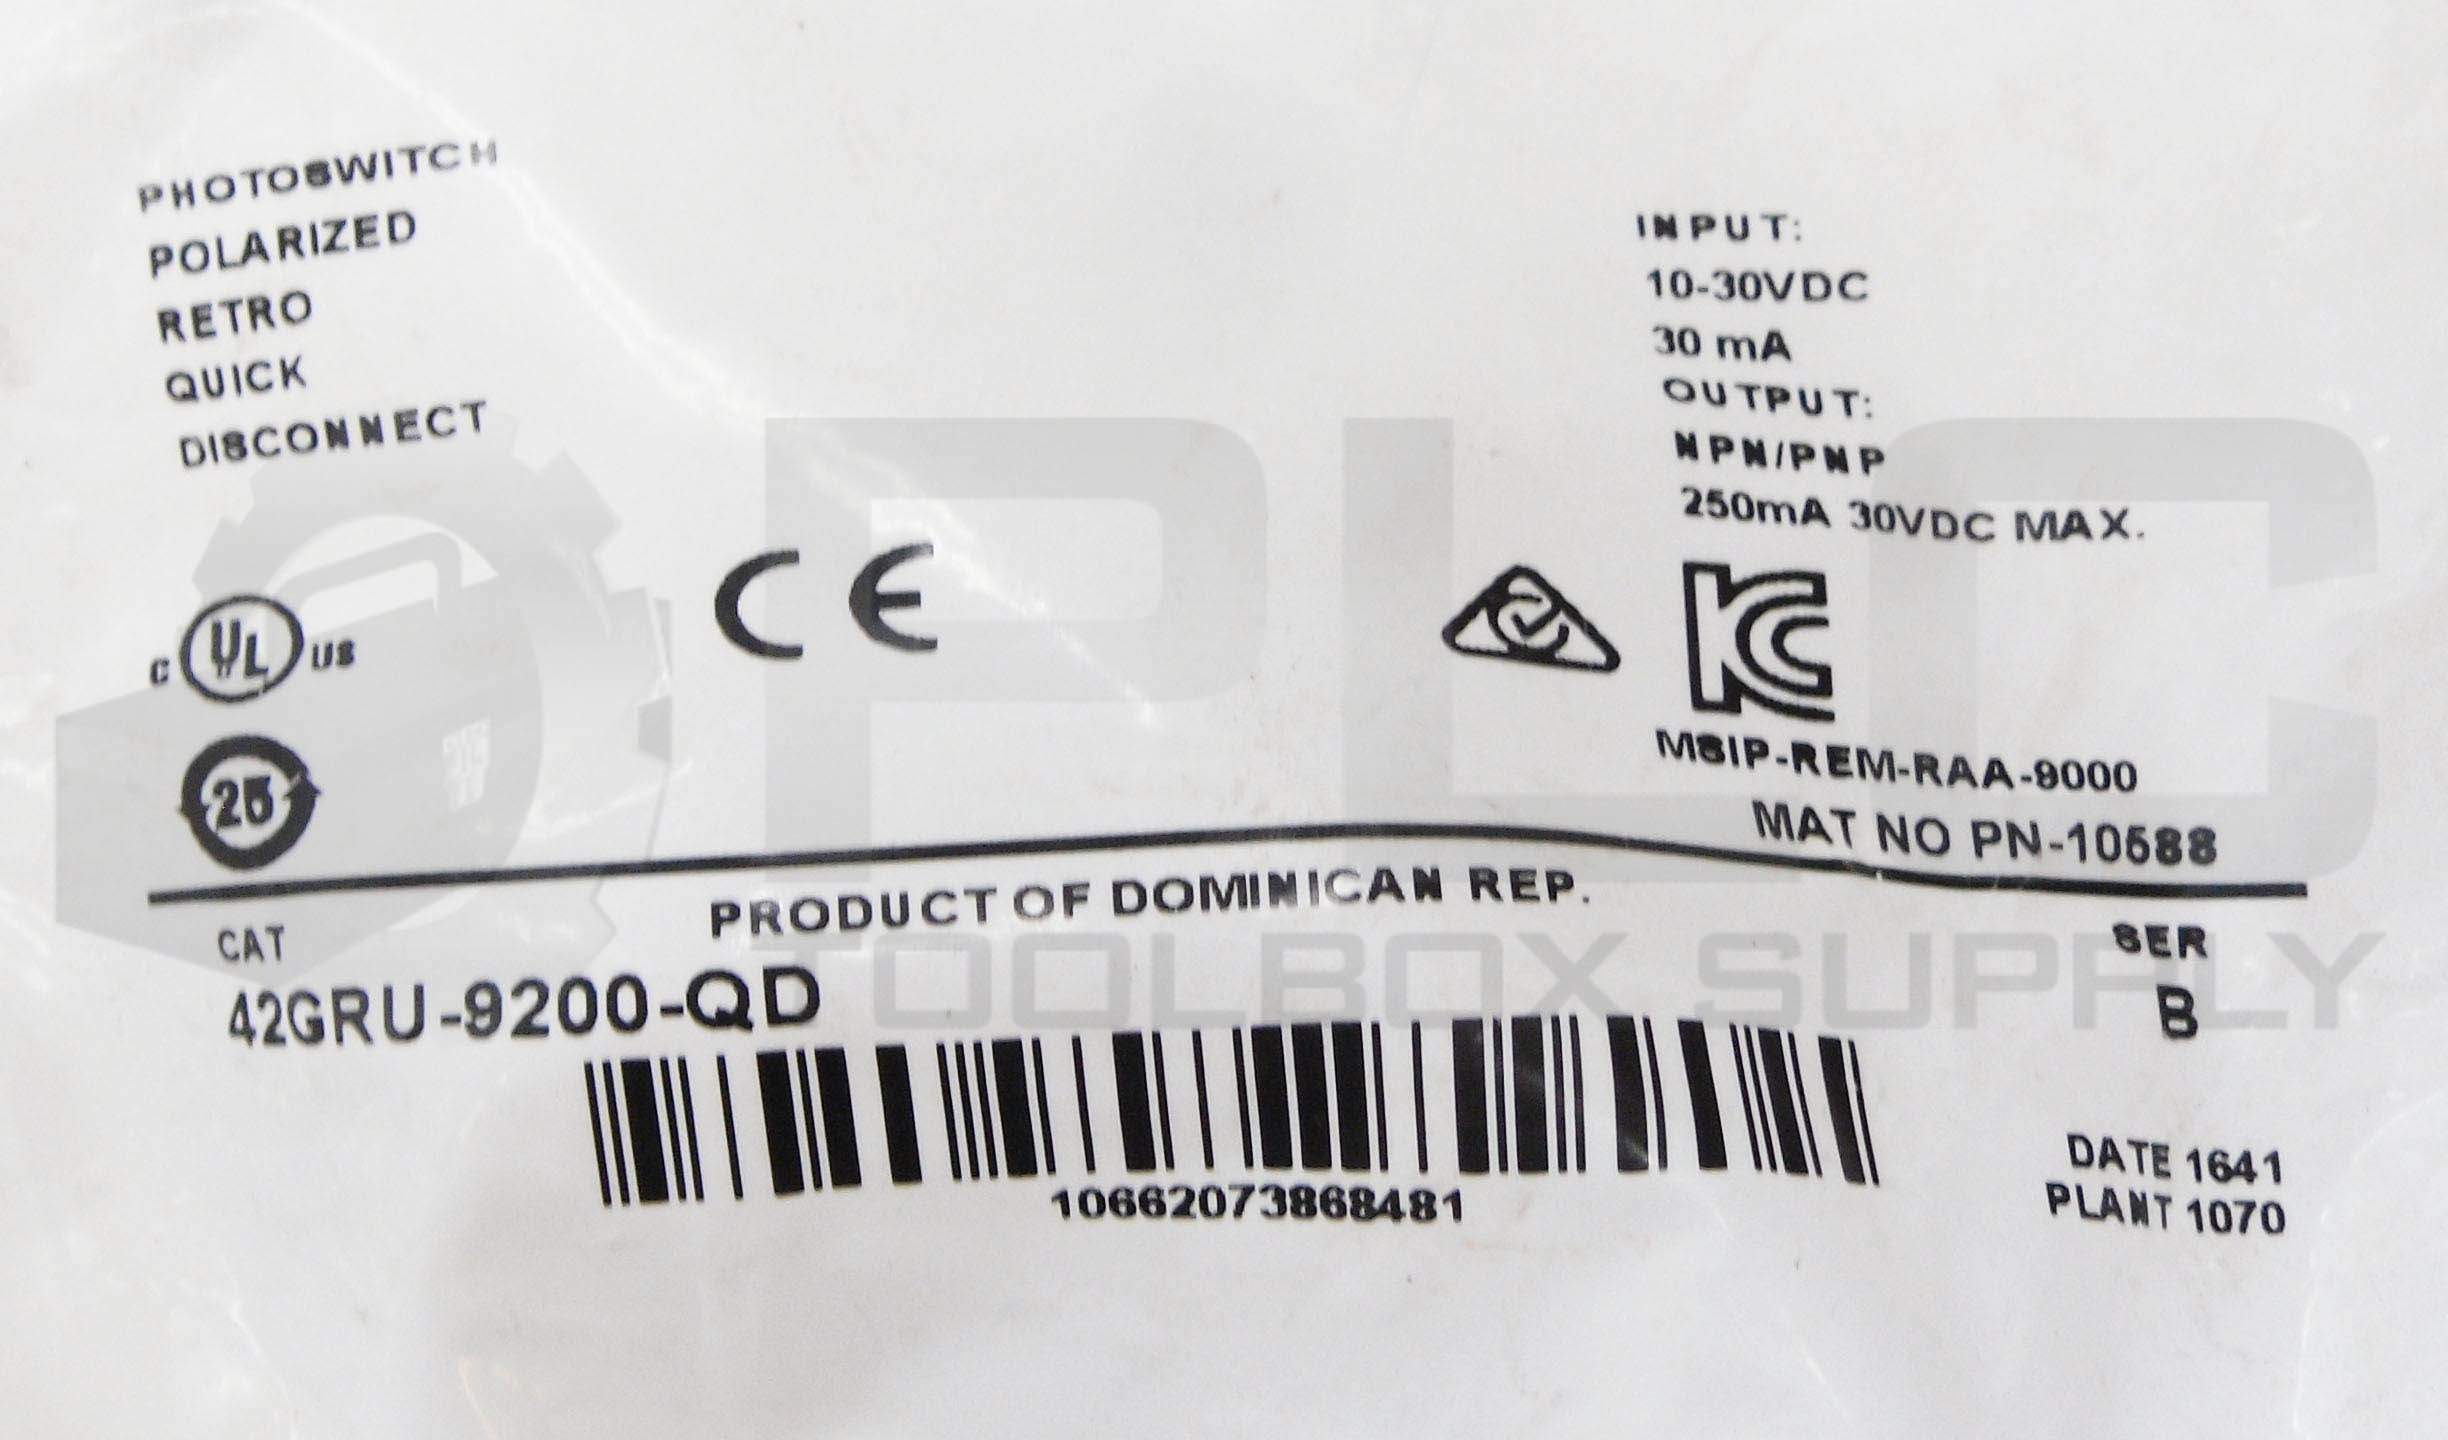 PHOTOSWITCH
POLARIZED
RETRO
QUICK
DISCONNECT
INPUT:
10-30VDC
30 mA
OUTPUT:
NPN/PNP
250mA 30VDC MAX.
C UL US
CE
25
KC
MSIP-REM-RAA-9000
MAT NO PN-10588
PRODUCT OF DOMINICAN REP.
CAT
42GRU-9200-QD
SER
B
10662073868481
DATE 1641
PLANT 1070
PLC
TOOLBOX SUPPLY